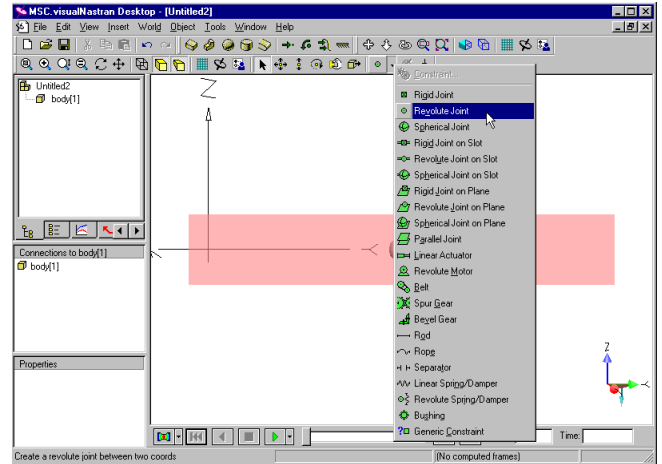 MSC.visualNastran Desktop - [Untitled2]
File Edit View Insert World Object Tools Window Help
Untitled2
body[1]
Connections to body[1]
body[1]
Properties
Z
Constraint...
Rigid Joint
Revolute Joint
Spherical Joint
Rigid Joint on Slot
Revolute Joint on Slot
Spherical Joint on Slot
Rigid Joint on Plane
Revolute Joint on Plane
Spherical Joint on Plane
Parallel Joint
Linear Actuator
Revolute Motor
Belt
Spur Gear
Bevel Gear
Rod
Rope
Separator
Linear Spring/Damper
Revolute Spring/Damper
Bushing
Generic Constraint
Z
Time:
Create a revolute joint between two coords
(No computed frames)